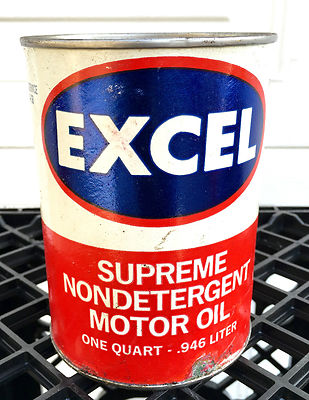 EXCEL
SUPREME
NONDETERGENT
MOTOR OIL
ONE QUART - .946 LITER